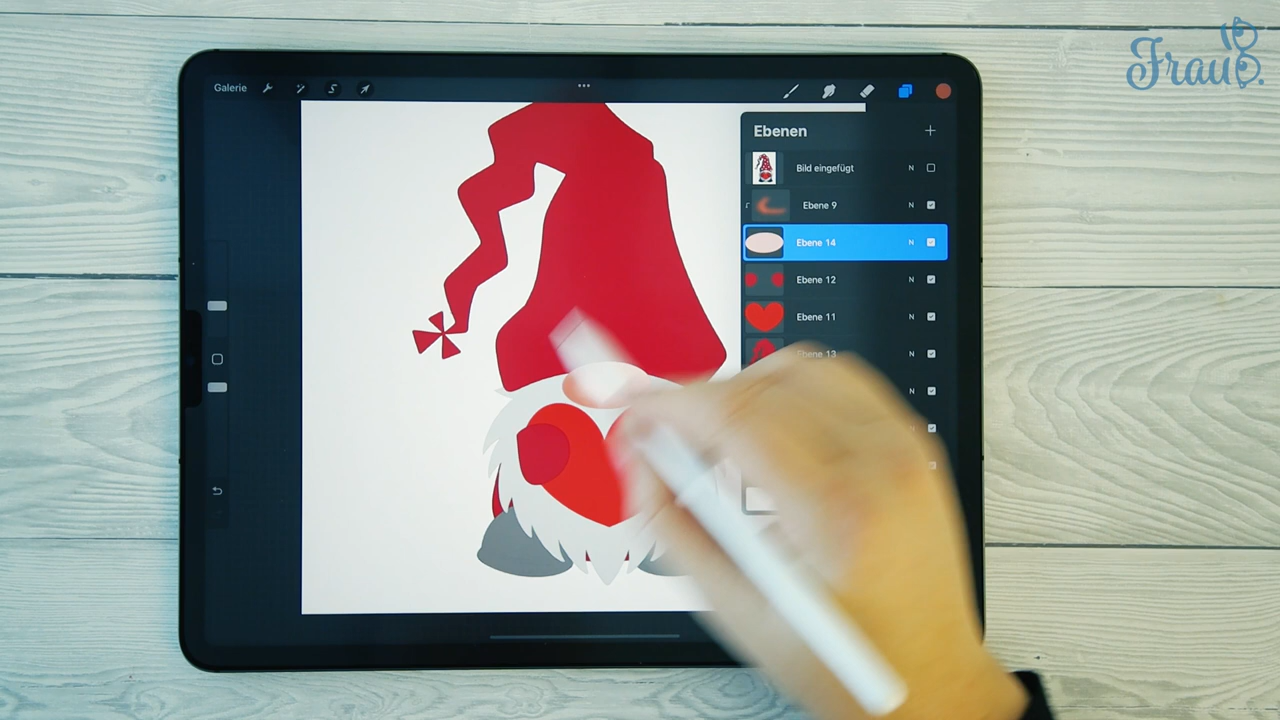 Frau B.
Galerie
Ebenen
Bild eingefügt N
Ebene 9 N
Ebene 14 N
Ebene 12 N
Ebene 11 N
Ebene 13 N
N